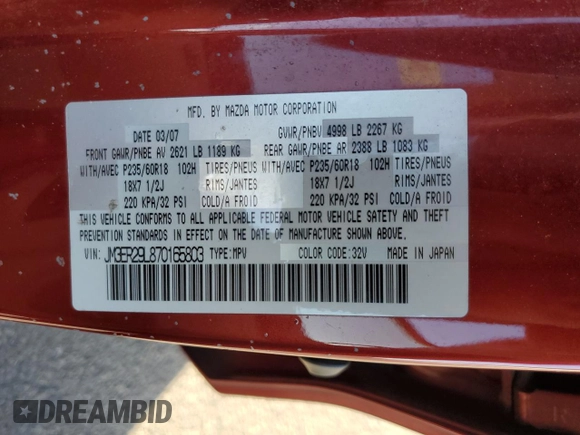 MFD. BY MAZDA MOTOR CORPORATION
DATE 03/07 GVWR/PNBV 4998 LB 2267 KG
FRONT GAWR/PNBE AV 2621 LB 1189 KG REAR GAWR/PNBE AR 2388 LB 1083 KG
WITH/AVEC P235/60R18 102H TIRES/PNEUS WITH/AVEC P235/60R18 102H TIRES/PNEUS
18X7 1/2J RIMS/JANTES 18X7 1/2J RIMS/JANTES
220 KPA/32 PSI COLD/A FROID 220 KPA/32 PSI COLD/A FROID
THIS VEHICLE CONFORMS TO ALL APPLICABLE FEDERAL MOTOR VEHICLE SAFETY AND THEFT
PREVENTION STANDARDS IN EFFECT ON THE DATE OF MANUFACTURE SHOWN ABOVE.
VIN: JM3ER29L870165803 TYPE:MPV COLOR CODE:32V MADE IN JAPAN
DREAMBID